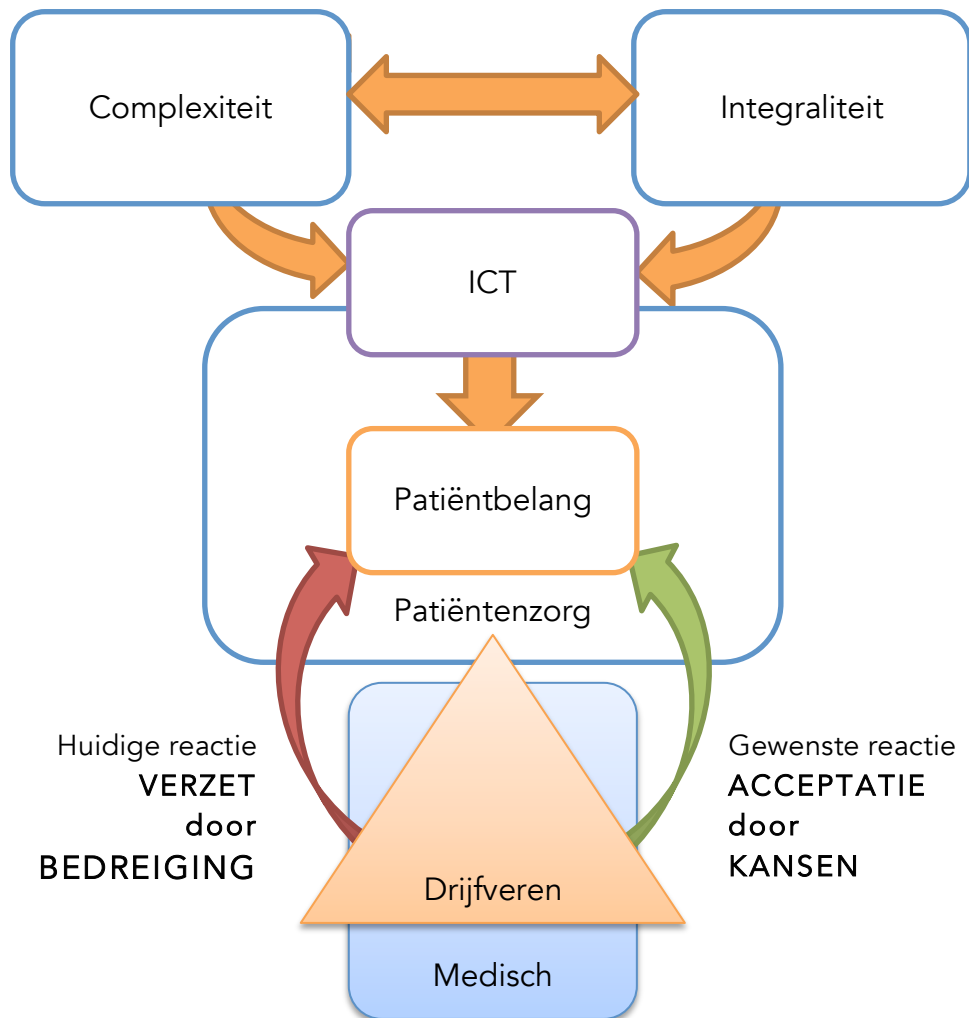 Complexiteit
Integraliteit
ICT
Patiëntbelang
Patiëntenzorg
Huidige reactie
VERZET
door
BEDREIGING
Gewenste reactie
ACCEPTATIE
door
KANSEN
Drijfveren
Medisch